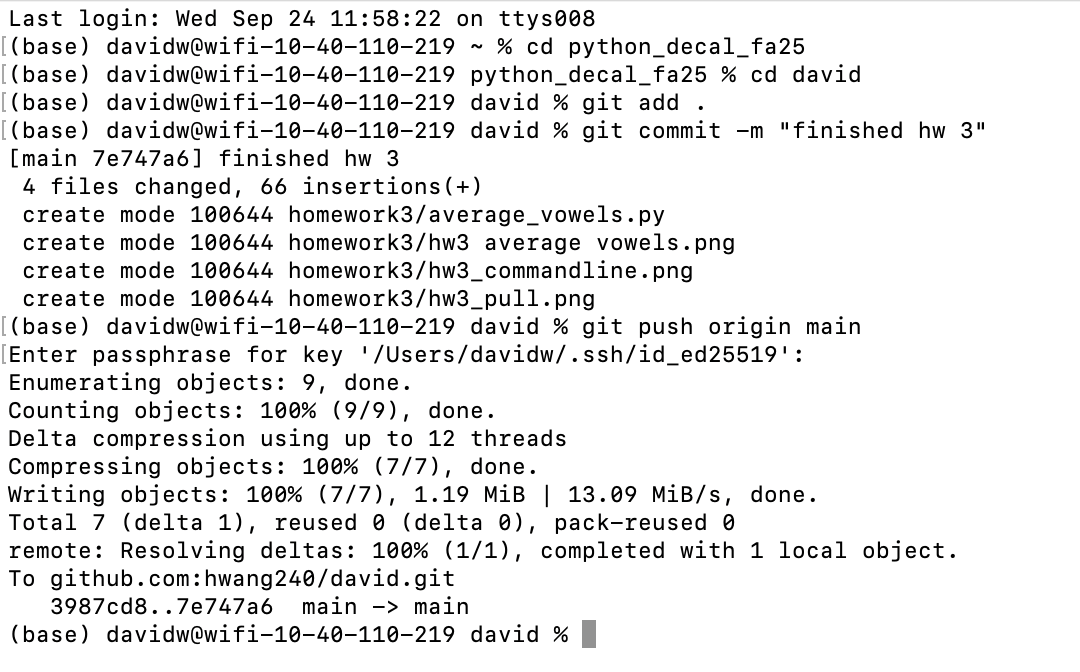 Last login: Wed Sep 24 11:58:22 on ttys008
[(base) davidw@wifi-10-40-110-219 ~ % cd python_decal_fa25
[(base) davidw@wifi-10-40-110-219 python_decal_fa25 % cd david
[(base) davidw@wifi-10-40-110-219 david % git add .
[(base) davidw@wifi-10-40-110-219 david % git commit -m "finished hw 3"
[main 7e747a6] finished hw 3
 4 files changed, 66 insertions(+)
 create mode 100644 homework3/average_vowels.py
 create mode 100644 homework3/hw3 average vowels.png
 create mode 100644 homework3/hw3_commandline.png
 create mode 100644 homework3/hw3_pull.png
[(base) davidw@wifi-10-40-110-219 david % git push origin main
[Enter passphrase for key '/Users/davidw/.ssh/id_ed25519':
Enumerating objects: 9, done.
Counting objects: 100% (9/9), done.
Delta compression using up to 12 threads
Compressing objects: 100% (7/7), done.
Writing objects: 100% (7/7), 1.19 MiB | 13.09 MiB/s, done.
Total 7 (delta 1), reused 0 (delta 0), pack-reused 0
remote: Resolving deltas: 100% (1/1), completed with 1 local object.
To github.com:hwang240/david.git
   3987cd8..7e747a6  main -> main
(base) davidw@wifi-10-40-110-219 david %